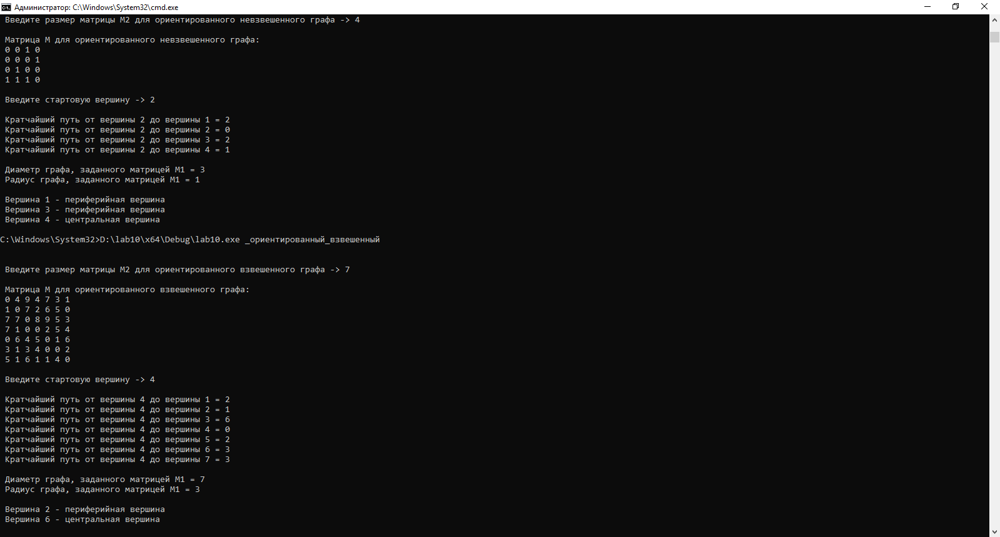 Администратор: C:\Windows\System32\cmd.exe
Введите размер матрицы M2 для ориентированного невзвешенного графа -> 4
Матрица M для ориентированного невзвешенного графа:
0 0 1 0
0 0 0 1
0 1 0 0
1 1 1 0
Введите стартовую вершину -> 2
Кратчайший путь от вершины 2 до вершины 1 = 2
Кратчайший путь от вершины 2 до вершины 2 = 0
Кратчайший путь от вершины 2 до вершины 3 = 2
Кратчайший путь от вершины 2 до вершины 4 = 1
Диаметр графа, заданного матрицей M1 = 3
Радиус графа, заданного матрицей M1 = 1
Вершина 1 - периферийная вершина
Вершина 3 - периферийная вершина
Вершина 4 - центральная вершина
C:\Windows\System32>D:\lab10\x64\Debug\lab10.exe _ориентированный_взвешенный
Введите размер матрицы M2 для ориентированного взвешенного графа -> 7
Матрица M для ориентированного взвешенного графа:
0 4 9 4 7 3 1
1 0 7 2 6 5 0
7 7 0 8 9 5 3
7 1 0 0 2 5 4
0 6 4 5 0 1 6
3 1 3 4 0 0 2
5 1 6 1 1 4 0
Введите стартовую вершину -> 4
Кратчайший путь от вершины 4 до вершины 1 = 2
Кратчайший путь от вершины 4 до вершины 2 = 1
Кратчайший путь от вершины 4 до вершины 3 = 6
Кратчайший путь от вершины 4 до вершины 4 = 0
Кратчайший путь от вершины 4 до вершины 5 = 2
Кратчайший путь от вершины 4 до вершины 6 = 3
Кратчайший путь от вершины 4 до вершины 7 = 3
Диаметр графа, заданного матрицей M1 = 7
Радиус графа, заданного матрицей M1 = 3
Вершина 2 - периферийная вершина
Вершина 6 - центральная вершина